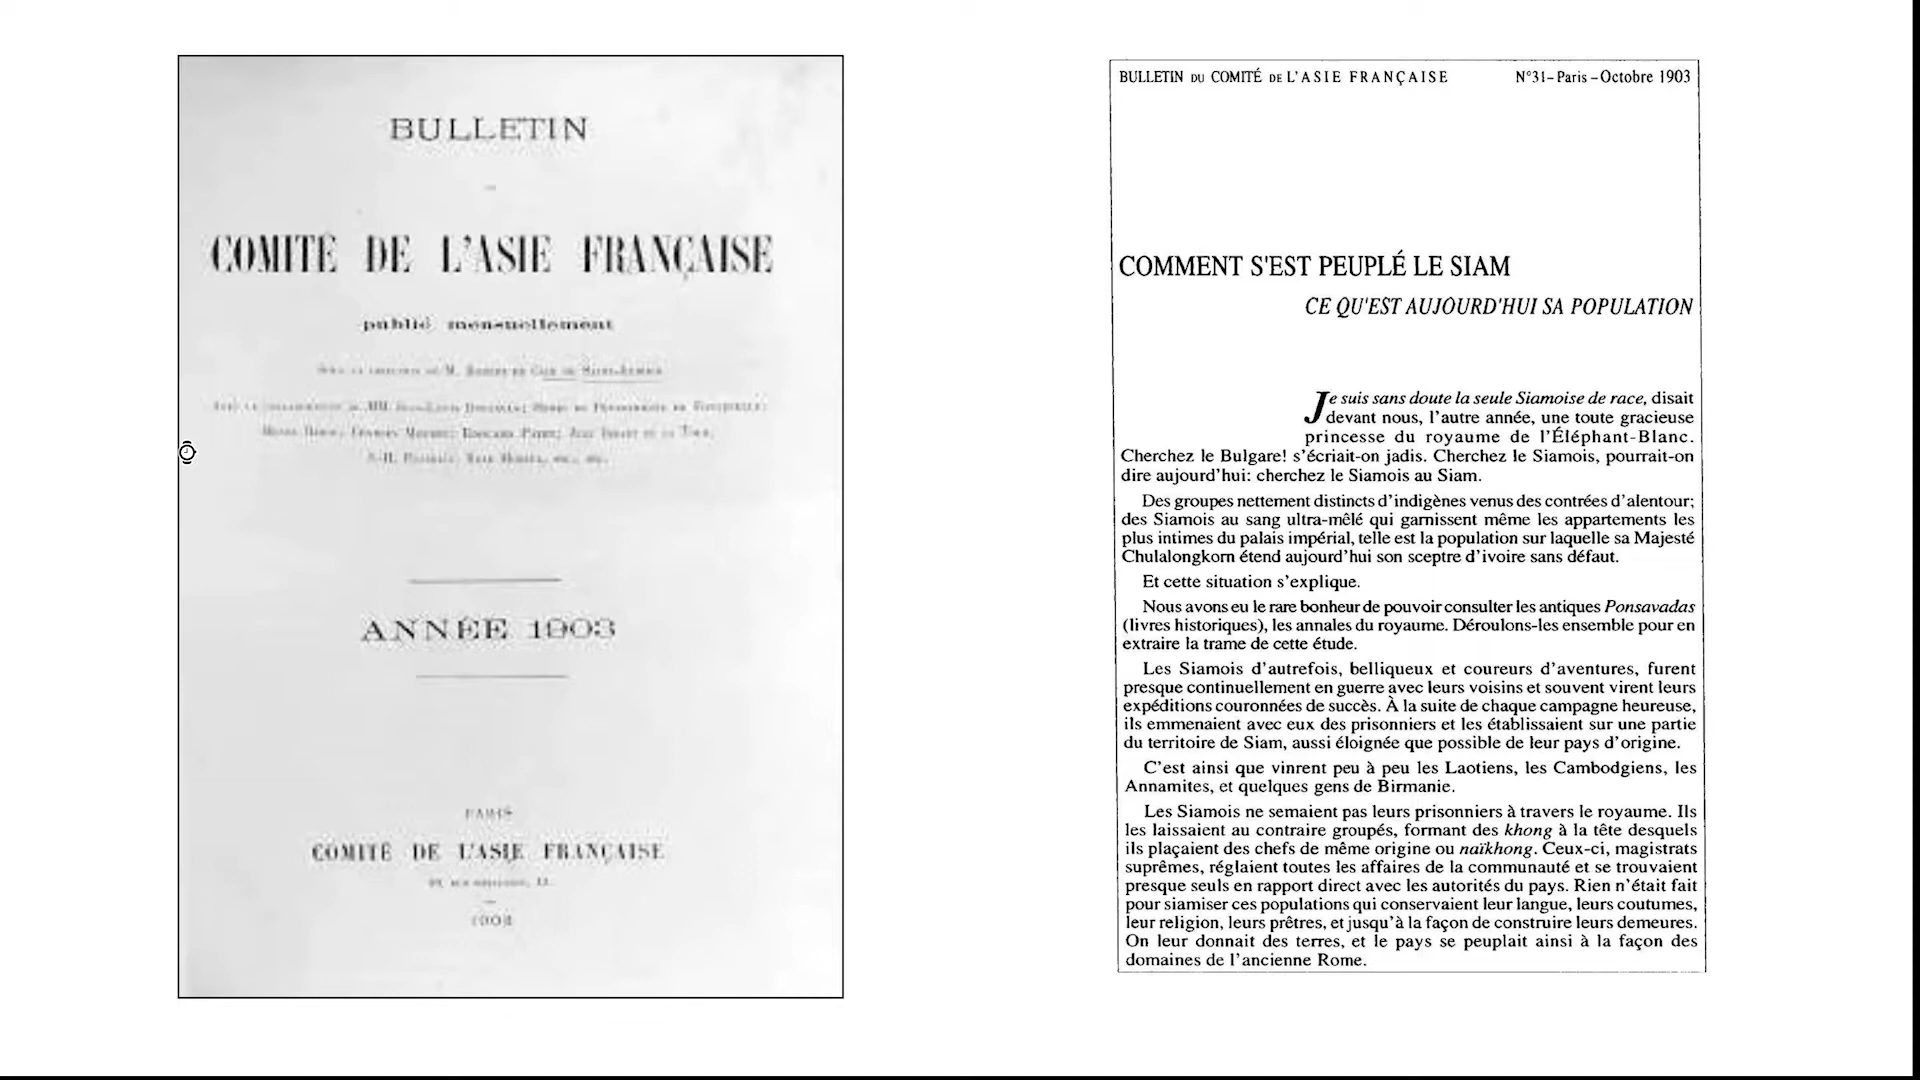 BULLETIN
COMITÉ DE L'ASIE FRANÇAISE
publié mensuellement
ANNÉE 1903
PARIS
COMITÉ DE L'ASIE FRANÇAISE
1903
BULLETIN DU COMITÉ DE L'ASIE FRANÇAISE N°31–Paris–Octobre 1903
COMMENT S'EST PEUPLÉ LE SIAM
CE QU'EST AUJOURD'HUI SA POPULATION
Je suis sans doute la seule Siamoise de race, disait
devant nous, l'autre année, une toute gracieuse
princesse du royaume de l'Éléphant-Blanc.
Cherchez le Bulgare! s'écriait-on jadis. Cherchez le Siamois, pourrait-on
dire aujourd'hui: cherchez le Siamois au Siam.
Des groupes nettement distincts d'indigènes venus des contrées d'alentour;
des Siamois au sang ultra-mêlé qui garnissent même les appartements les
plus intimes du palais impérial, telle est la population sur laquelle sa Majesté
Chulalongkorn étend aujourd'hui son sceptre d'ivoire sans défaut.
Et cette situation s'explique.
Nous avons eu le rare bonheur de pouvoir consulter les antiques Ponsavadas
(livres historiques), les annales du royaume. Déroulons-les ensemble pour en
extraire la trame de cette étude.
Les Siamois d'autrefois, belliqueux et coureurs d'aventures, furent
presque continuellement en guerre avec leurs voisins et souvent virent leurs
expéditions couronnées de succès. À la suite de chaque campagne heureuse,
ils emmenaient avec eux des prisonniers et les établissaient sur une partie
du territoire de Siam, aussi éloignée que possible de leur pays d'origine.
C'est ainsi que vinrent peu à peu les Laotiens, les Cambodgiens, les
Annamites, et quelques gens de Birmanie.
Les Siamois ne semaient pas leurs prisonniers à travers le royaume. Ils
les laissaient au contraire groupés, formant des khong à la tête desquels
ils plaçaient des chefs de même origine ou naïkhong. Ceux-ci, magistrats
suprêmes, réglaient toutes les affaires de la communauté et se trouvaient
presque seuls en rapport direct avec les autorités du pays. Rien n'était fait
pour siamiser ces populations qui conservaient leur langue, leurs coutumes,
leur religion, leurs prêtres, et jusqu'à la façon de construire leurs demeures.
On leur donnait des terres, et le pays se peuplait ainsi à la façon des
domaines de l'ancienne Rome.